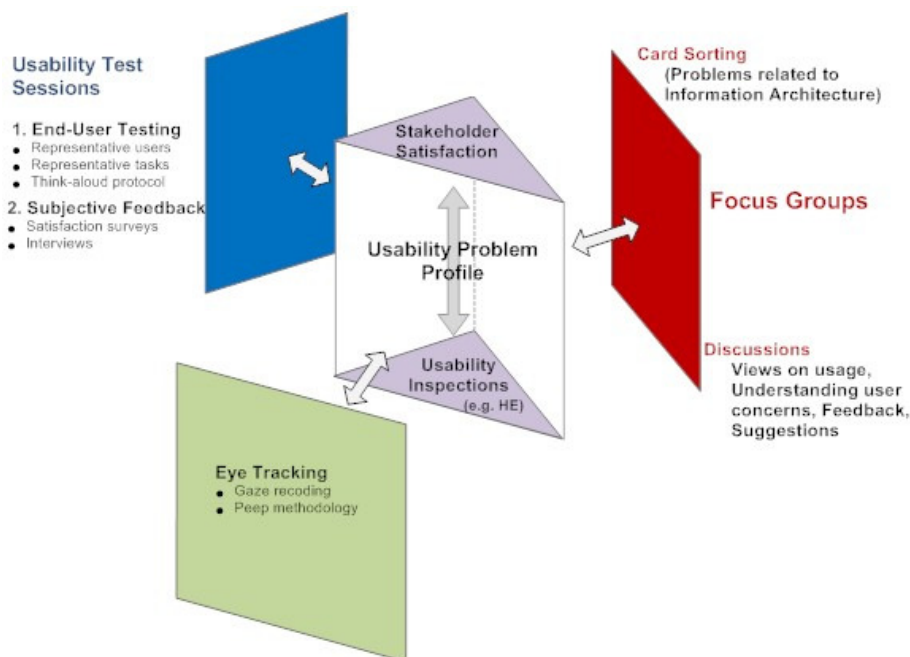 Usability Test
Sessions
1. End-User Testing
● Representative users
● Representative tasks
● Think-aloud protocol
2. Subjective Feedback
● Satisfaction surveys
● Interviews
Stakeholder
Satisfaction
Usability Problem
Profile
Usability
Inspections
(e.g. HE)
Card Sorting
(Problems related to
Information Architecture)
Focus Groups
Discussions
Views on usage,
Understanding user
concerns, Feedback,
Suggestions
Eye Tracking
● Gaze recoding
● Peep methodology